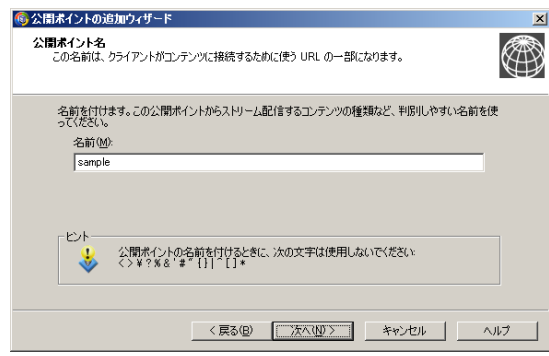 公開ポイントの追加ウィザード
公開ポイント名
この名前は、クライアントがコンテンツに接続するために使う URL の一部になります。
名前を付けます。この公開ポイントからストリーム配信するコンテンツの種類など、判別しやすい名前を使
ってください。
名前(M):
sample
ヒント
公開ポイントの名前を付けるときに、次の文字は使用しないでください:
< > ¥ ? % & ' # " { } | ^ [ ] *
< 戻る(B)
次へ(N) >
キャンセル
ヘルプ